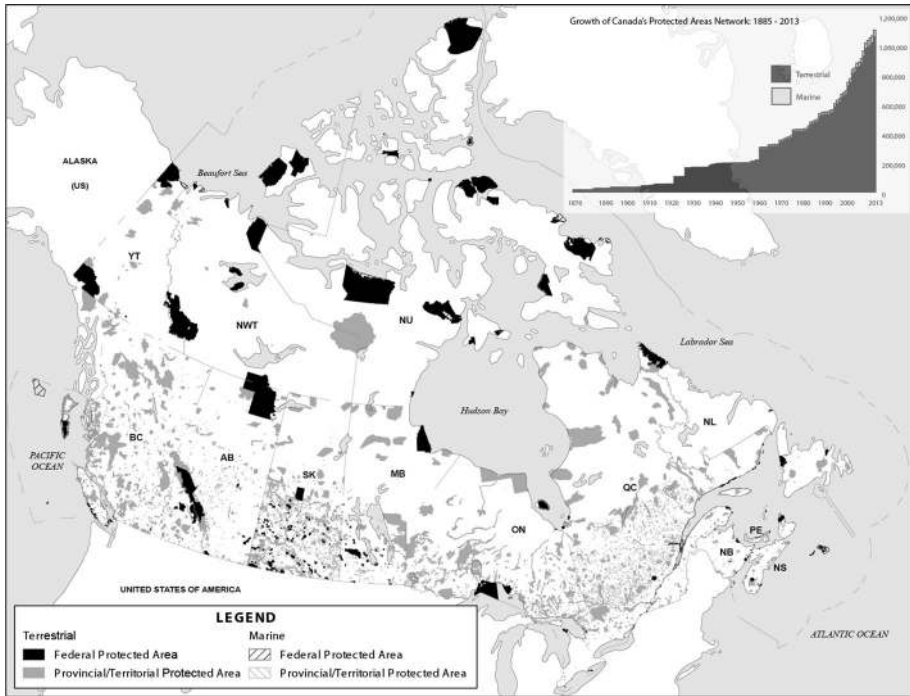 Growth of Canada's Protected Areas Network: 1885 - 2013
1,200,000
1,000,000
800,000
600,000
400,000
200,000
0
Terrestrial
Marine
1870 1880 1890 1900 1910 1920 1930 1940 1950 1960 1970 1980 1990 2000 2013
ALASKA
(US)
Beaufort Sea
YT
NWT
NU
Labrador Sea
Hudson Bay
NL
PACIFIC
OCEAN
BC
AB
SK
MB
ON
QC
PE
NB
NS
UNITED STATES OF AMERICA
ATLANTIC OCEAN
LEGEND
Terrestrial
Federal Protected Area
Provincial/Territorial Protected Area
Marine
Federal Protected Area
Provincial/Territorial Protected Area